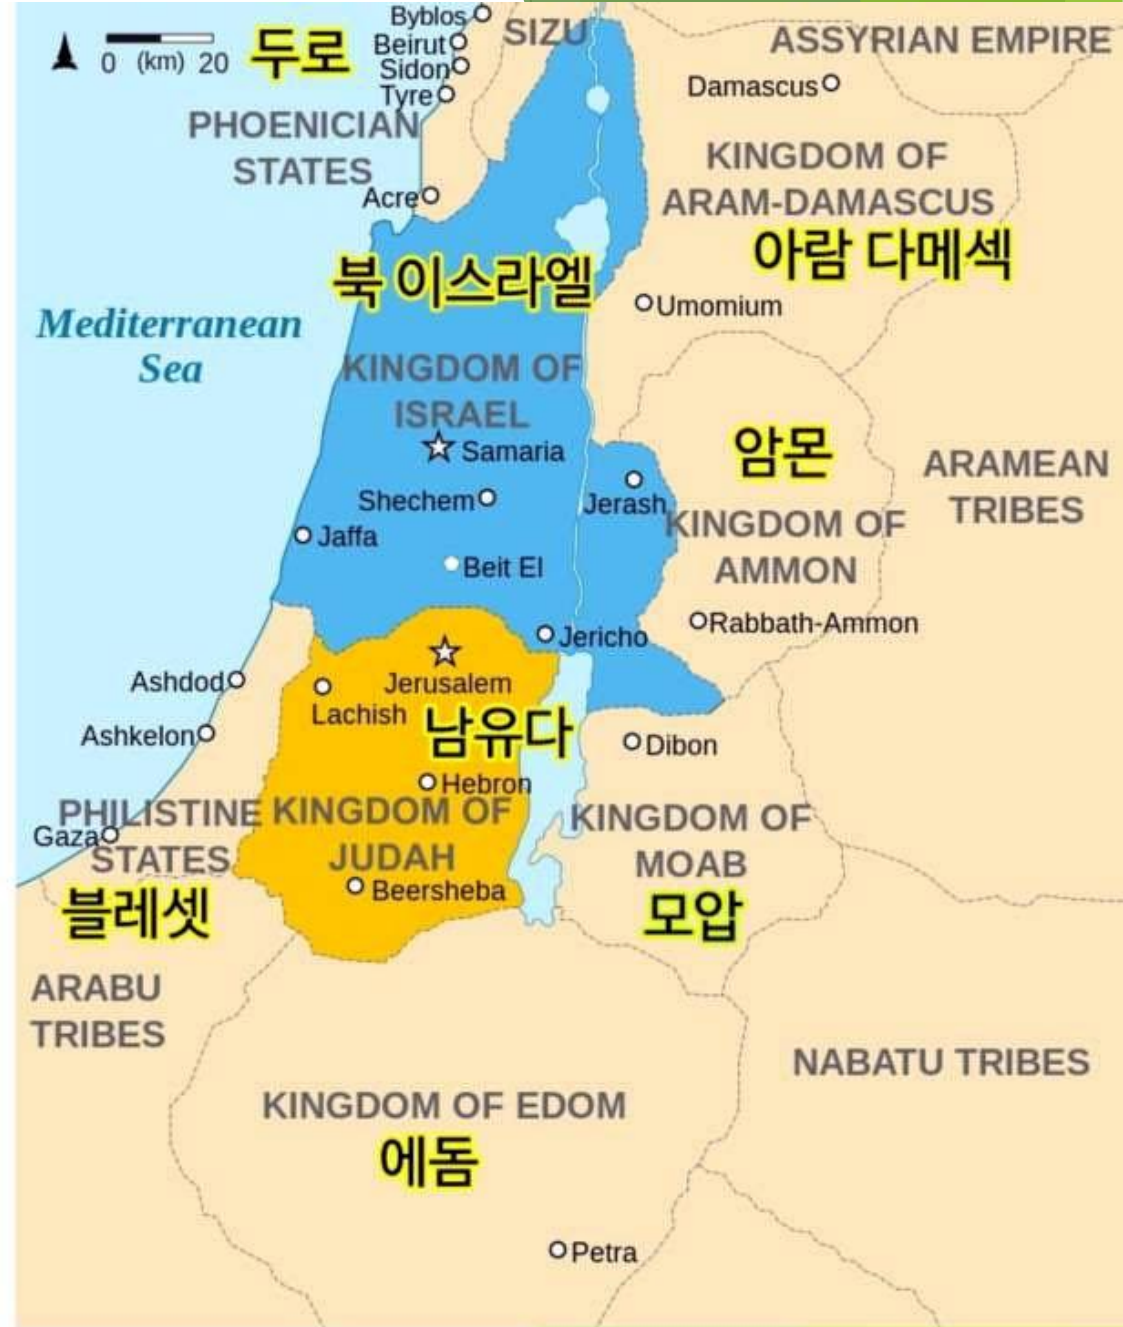 Byblos
SIZU
ASSYRIAN EMPIRE
0 (km) 20
두로
Beirut
Sidon
Damascus
Tyre
PHOENICIAN
STATES
KINGDOM OF
ARAM-DAMASCUS
Acre
아람 다메섹
북 이스라엘
Umomium
Mediterranean
Sea
KINGDOM OF
ISRAEL
Samaria
암몬
ARAMEAN
TRIBES
Shechem
Jerash
KINGDOM OF
AMMON
Jaffa
Beit El
Rabbath-Ammon
Jericho
Ashdod
Jerusalem
Lachish
남유다
Ashkelon
Dibon
Hebron
PHILISTINE
STATES
KINGDOM OF
JUDAH
KINGDOM OF
MOAB
Gaza
Beersheba
블레셋
모압
ARABU
TRIBES
NABATU TRIBES
KINGDOM OF EDOM
에돔
Petra